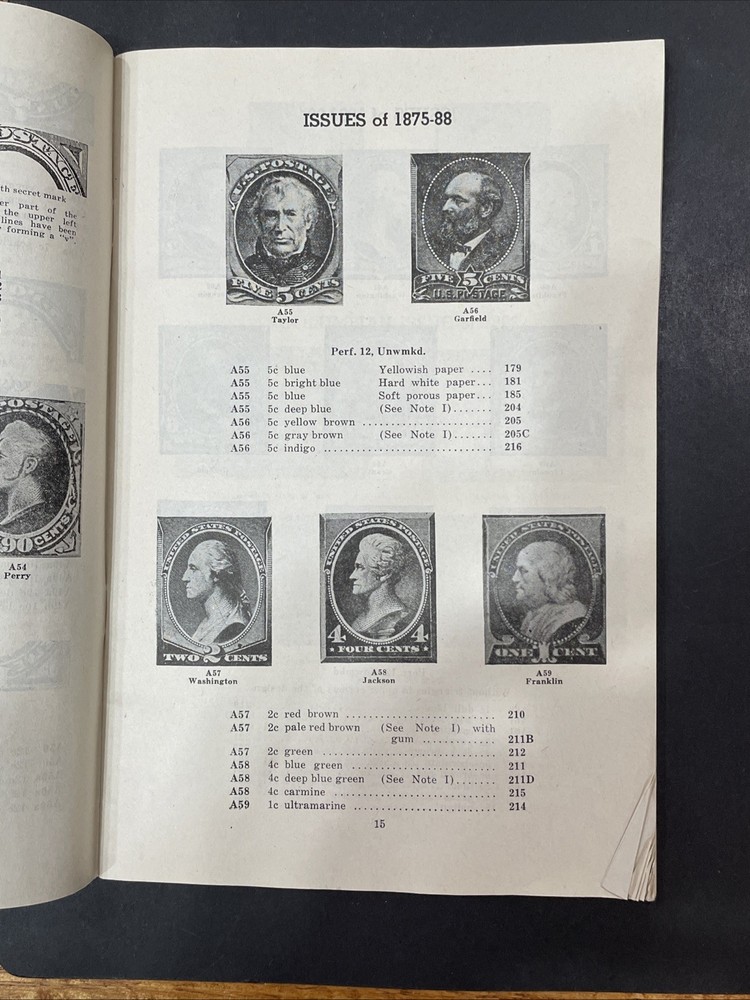 th secret mark
er part of the
the upper left
lines have been
forming a "v".
90 CENTS
A54
Perry
ISSUES of 1875-88
U.S. POSTAGE
FIVE 5 CENTS
A55
Taylor
FIVE 5 CENTS
U.S. POSTAGE
A56
Garfield
Perf. 12, Unwmkd.
A55 5c blue Yellowish paper .... 179
A55 5c bright blue Hard white paper... 181
A55 5c blue Soft porous paper... 185
A55 5c deep blue (See Note I)....... 204
A56 5c yellow brown .............................. 205
A56 5c gray brown (See Note I)....... 205C
A56 5c indigo ....................................... 216
UNITED STATES POSTAGE
TWO 2 CENTS
A57
Washington
UNITED STATES POSTAGE
4 4
FOUR CENTS
A58
Jackson
UNITED STATES POSTAGE
ONE 1 CENT
A59
Franklin
A57 2c red brown .................................. 210
A57 2c pale red brown (See Note I) with
gum ................ 211B
A57 2c green ......................................... 212
A58 4c blue green ................................. 211
A58 4c deep blue green (See Note I)....... 211D
A58 4c carmine ..................................... 215
A59 1c ultramarine ................................ 214
15